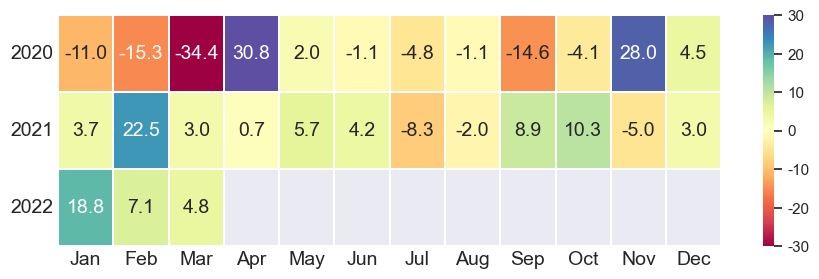 2020 -11.0 -15.3 -34.4 30.8 2.0 -1.1 -4.8 -1.1 -14.6 -4.1 28.0 4.5
2021 3.7 22.5 3.0 0.7 5.7 4.2 -8.3 -2.0 8.9 10.3 -5.0 3.0
2022 18.8 7.1 4.8
Jan Feb Mar Apr May Jun Jul Aug Sep Oct Nov Dec
30
20
10
0
-10
-20
-30